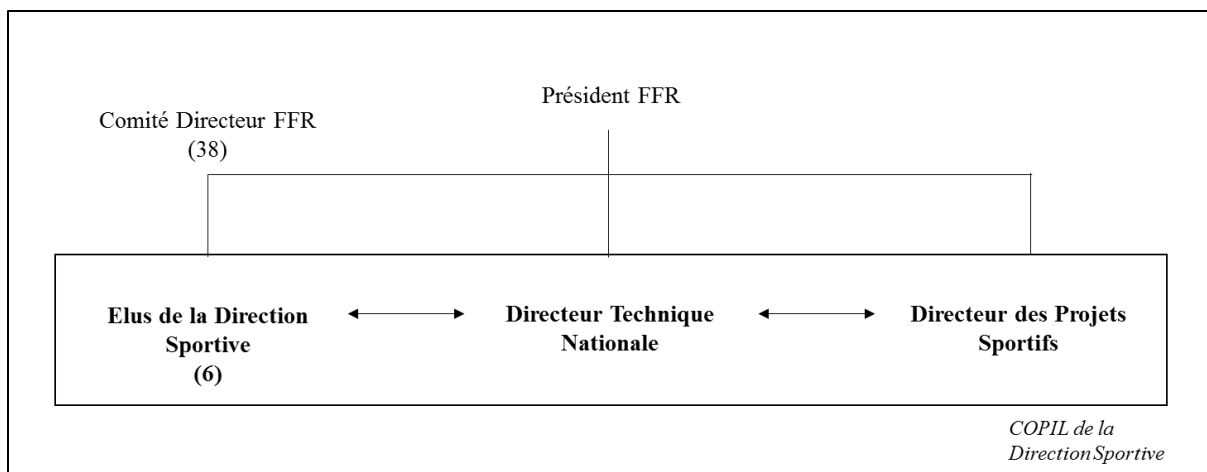 Président FFR
Comité Directeur FFR
(38)
Elus de la Direction
Sportive
(6)
Directeur Technique
Nationale
Directeur des Projets
Sportifs
COPIL de la
Direction Sportive